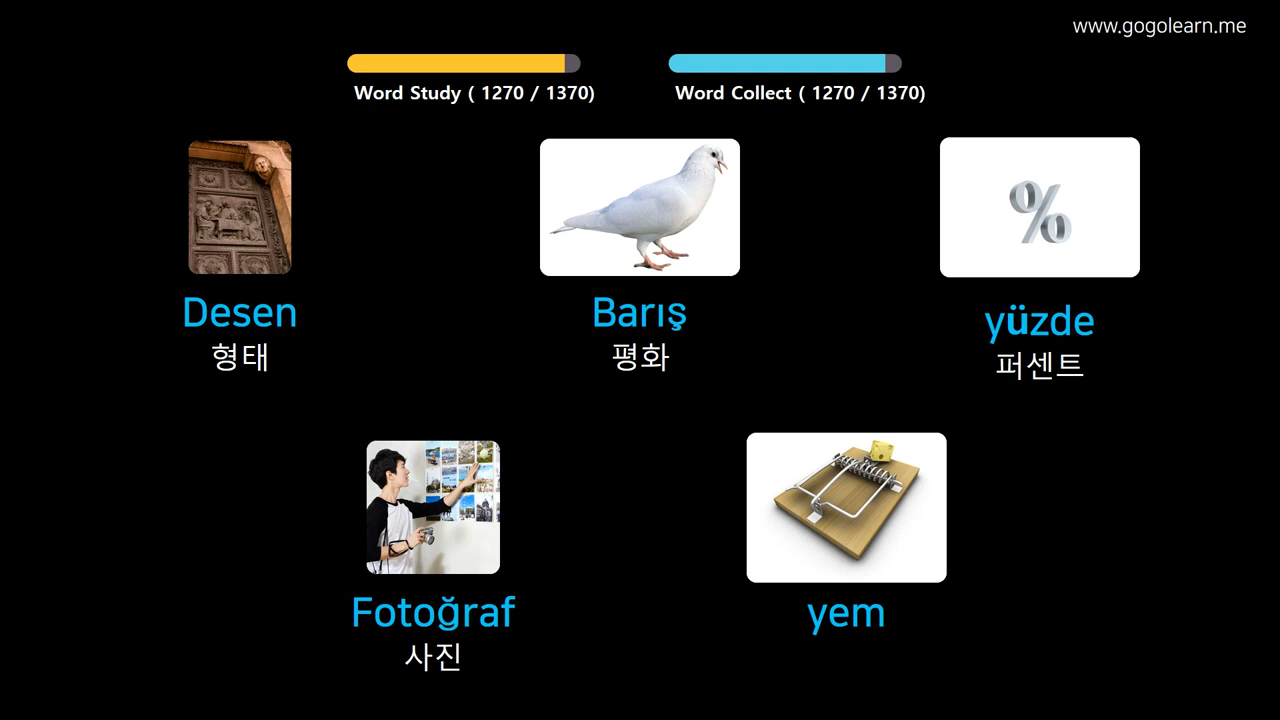 www.gogolearn.me
Word Study ( 1270 / 1370)
Word Collect ( 1270 / 1370)
Desen
형태
Barış
평화
%
yüzde
퍼센트
Fotoğraf
사진
yem